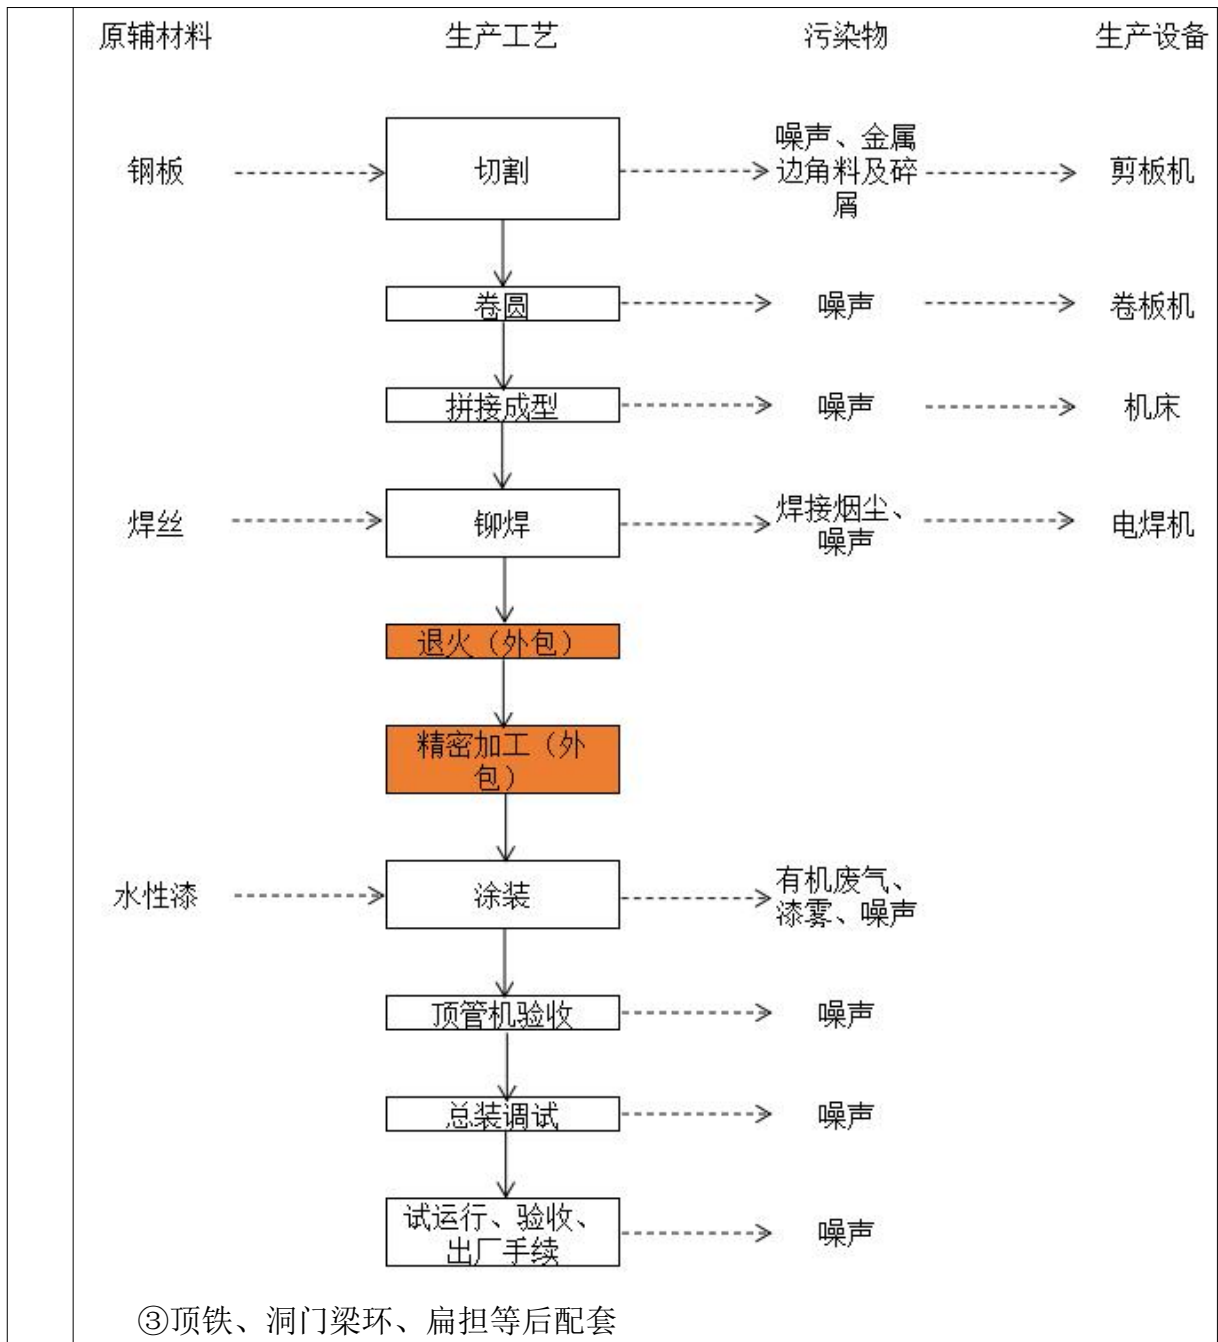 原辅材料 生产工艺 污染物 生产设备
钢板 切割 噪声、金属
边角料及碎
屑 剪板机
卷圆 噪声 卷板机
拼接成型 噪声 机床
焊丝 铆焊 焊接烟尘、
噪声 电焊机
退火（外包）
精密加工（外
包）
水性漆 涂装 有机废气、
漆雾、噪声
顶管机验收 噪声
总装调试 噪声
试运行、验收、
出厂手续 噪声
③顶铁、洞门梁环、扁担等后配套